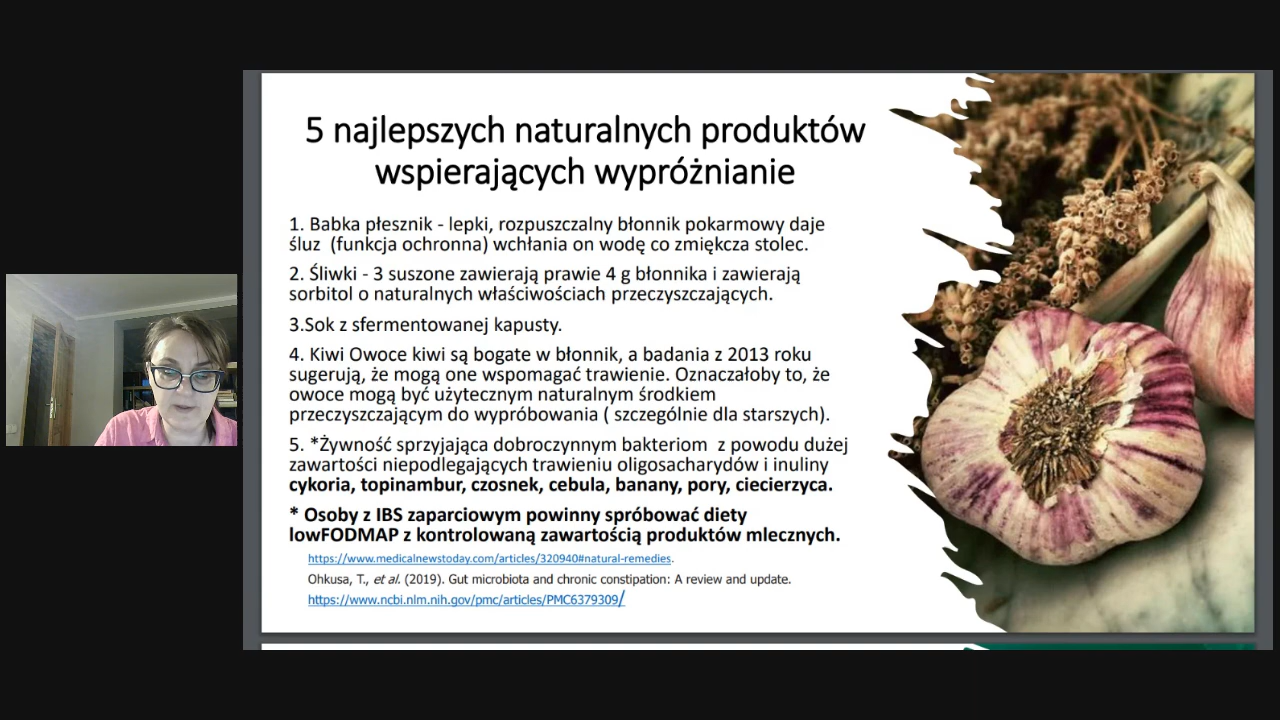 5 najlepszych naturalnych produktów
wspierających wypróżnianie
1. Babka płesznik - lepki, rozpuszczalny błonnik pokarmowy daje
śluz  (funkcja ochronna) wchłania on wodę co zmiękcza stolec.
2. Śliwki - 3 suszone zawierają prawie 4 g błonnika i zawierają
sorbitol o naturalnych właściwościach przeczyszczających.
3.Sok z sfermentowanej kapusty.
4. Kiwi Owoce kiwi są bogate w błonnik, a badania z 2013 roku
sugerują, że mogą one wspomagać trawienie. Oznaczałoby to, że
owoce mogą być użytecznym naturalnym środkiem
przeczyszczającym do wypróbowania ( szczególnie dla starszych).
5. *Żywność sprzyjająca dobroczynnym bakteriom  z powodu dużej
zawartości niepodlegających trawieniu oligosacharydów i inuliny
cykoria, topinambur, czosnek, cebula, banany, pory, ciecierzyca.
* Osoby z IBS zaparciowym powinny spróbować diety
lowFODMAP z kontrolowaną zawartością produktów mlecznych.
https://www.medicalnewstoday.com/articles/320940#natural-remedies.
Ohkusa, T., et al. (2019). Gut microbiota and chronic constipation: A review and update.
https://www.ncbi.nlm.nih.gov/pmc/articles/PMC6379309/